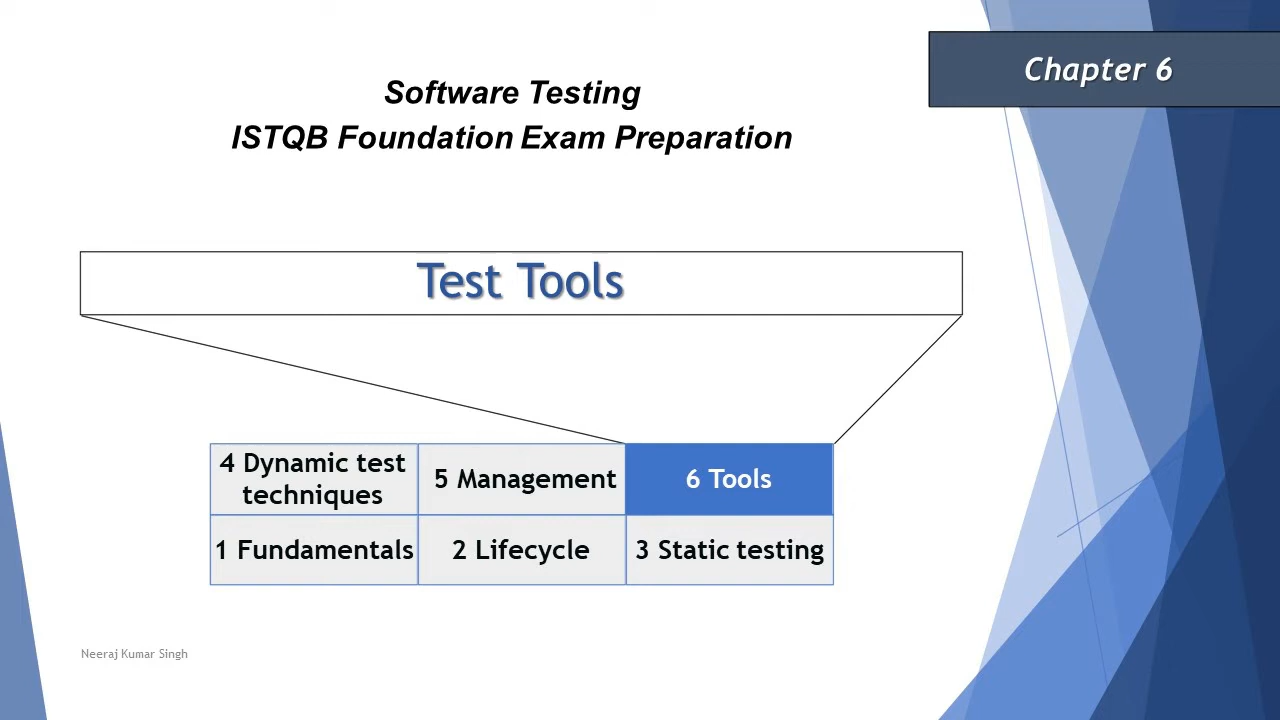 Chapter 6
Software Testing
ISTQB Foundation Exam Preparation
Test Tools
4 Dynamic test
techniques
5 Management
6 Tools
1 Fundamentals
2 Lifecycle
3 Static testing
Neeraj Kumar Singh